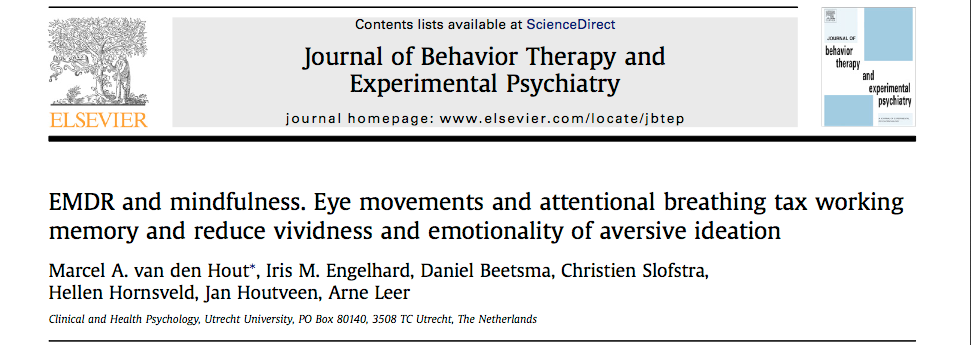 Contents lists available at ScienceDirect
Journal of Behavior Therapy and
Experimental Psychiatry
journal homepage: www.elsevier.com/locate/jbtep
ELSEVIER
JOURNAL OF
behavior
therapy
and
experimental
psychiatry
EMDR and mindfulness. Eye movements and attentional breathing tax working
memory and reduce vividness and emotionality of aversive ideation
Marcel A. van den Hout*, Iris M. Engelhard, Daniel Beetsma, Christien Slofstra,
Hellen Hornsveld, Jan Houtveen, Arne Leer
Clinical and Health Psychology, Utrecht University, PO Box 80140, 3508 TC Utrecht, The Netherlands